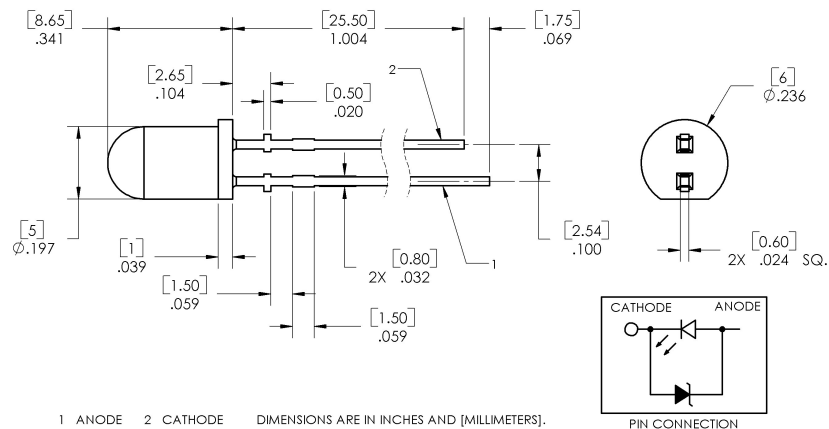 [8.65]
.341
[25.50]
1.004
[1.75]
.069
[2.65]
.104
[0.50]
.020
2
[6]
Ø.236
[5]
Ø.197
[1]
.039
[1.50]
.059
[1.50]
.059
2X [0.80]
.032
1
[2.54]
.100
2X [0.60]
.024 SQ.
CATHODE ANODE
PIN CONNECTION
1 ANODE 2 CATHODE DIMENSIONS ARE IN INCHES AND [MILLIMETERS].